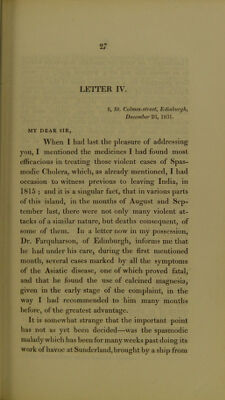 27
LETTER IV.
8, St. Colmes-street, Edinburgh,
December 26, 1831.
MY DEAR SIR,
When I had last the pleasure of addressing
you, I mentioned the medicines I had found most
efficacious in treating those violent cases of Spas-
modic Cholera, which, as already mentioned, I had
occasion to witness previous to leaving India, in
1815; and it is a singular fact, that in various parts
of this island, in the months of August and Sep-
tember last, there were not only many violent at-
tacks of a similar nature, but deaths consequent, of
some of them. In a letter now in my possession,
Dr. Farquharson, of Edinburgh, informs me that
he had under his care, during the first mentioned
month, several cases marked by all the symptoms
of the Asiatic disease, one of which proved fatal,
and that he found the use of calcined magnesia,
given in the early stage of the complaint, in the
way I had recommended to him many months
before, of the greatest advantage.
It is somewhat strange that the important point
has not as yet been decided—was the spasmodic
malady which has been for many weeks past doing its
work of havoc at Sunderland, brought by a ship from